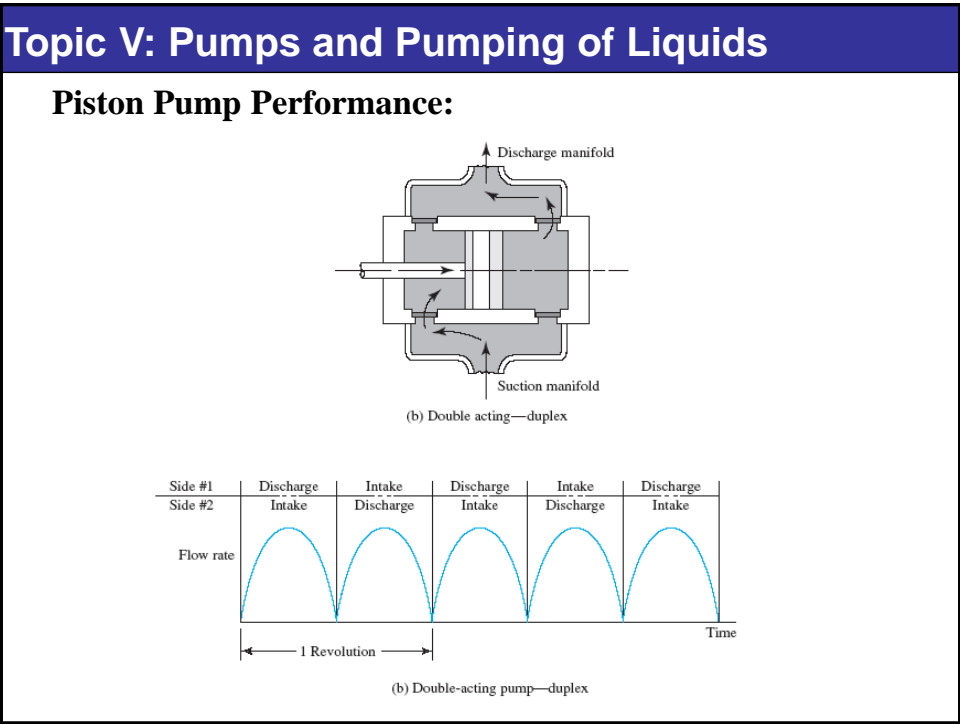 Topic V: Pumps and Pumping of Liquids
Piston Pump Performance:
Discharge manifold
Suction manifold
(b) Double acting—duplex
Side #1 Discharge Intake Discharge Intake Discharge
Side #2 Intake Discharge Intake Discharge Intake
Flow rate
Time
1 Revolution
(b) Double-acting pump—duplex